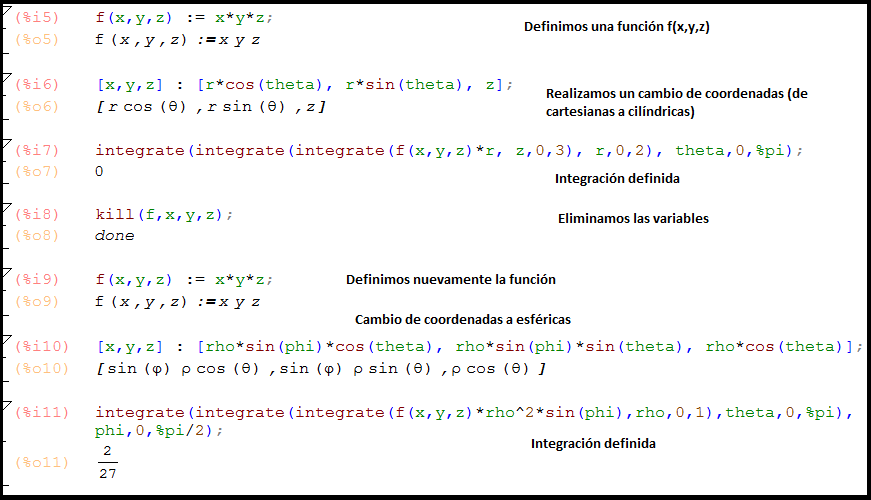 (%i5) f(x,y,z) := x*y*z;
Definimos una función f(x,y,z)
(%o5) f (x , y , z) := x y z
(%i6) [x,y,z] : [r*cos(theta), r*sin(theta), z];
Realizamos un cambio de coordenadas (de
cartesianas a cilíndricas)
(%o6) [ r cos (θ) , r sin (θ) , z ]
(%i7) integrate(integrate(integrate(f(x,y,z)*r, z,0,3), r,0,2), theta,0,%pi);
(%o7) 0
Integración definida
(%i8) kill(f,x,y,z);
Eliminamos las variables
(%o8) done
(%i9) f(x,y,z) := x*y*z;
Definimos nuevamente la función
(%o9) f (x , y , z) := x y z
Cambio de coordenadas a esféricas
(%i10) [x,y,z] : [rho*sin(phi)*cos(theta), rho*sin(phi)*sin(theta), rho*cos(theta)];
(%o10) [ sin (φ) ρ cos (θ) , sin (φ) ρ sin (θ) , ρ cos (θ) ]
(%i11) integrate(integrate(integrate(f(x,y,z)*rho^2*sin(phi),rho,0,1),theta,0,%pi),
phi,0,%pi/2);
Integración definida
(%o11) 2
27